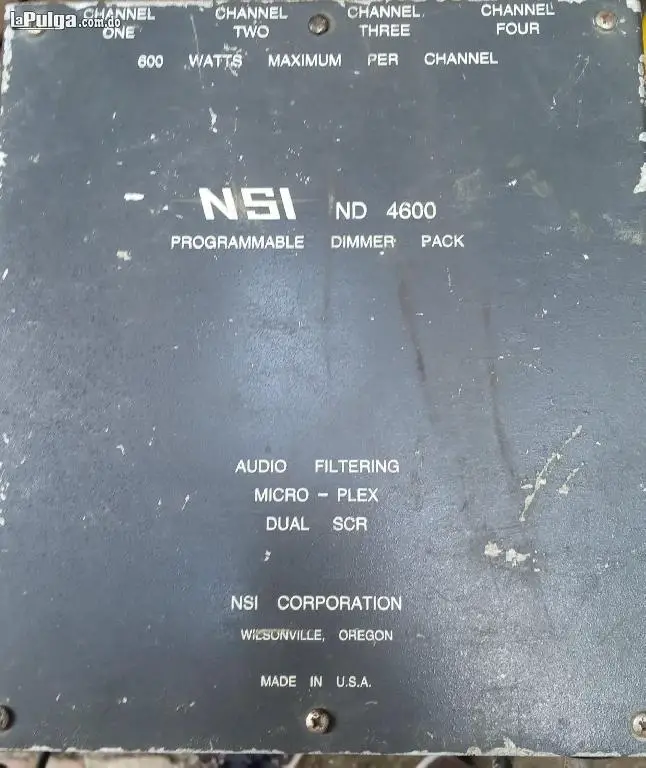 laPulga.com.do
CHANNEL CHANNEL CHANNEL CHANNEL
ONE TWO THREE FOUR
600 WATTS MAXIMUM PER CHANNEL
NSI ND 4600
PROGRAMMABLE DIMMER PACK
AUDIO FILTERING
MICRO - PLEX
DUAL SCR
NSI CORPORATION
WILSONVILLE, OREGON
MADE IN U.S.A.